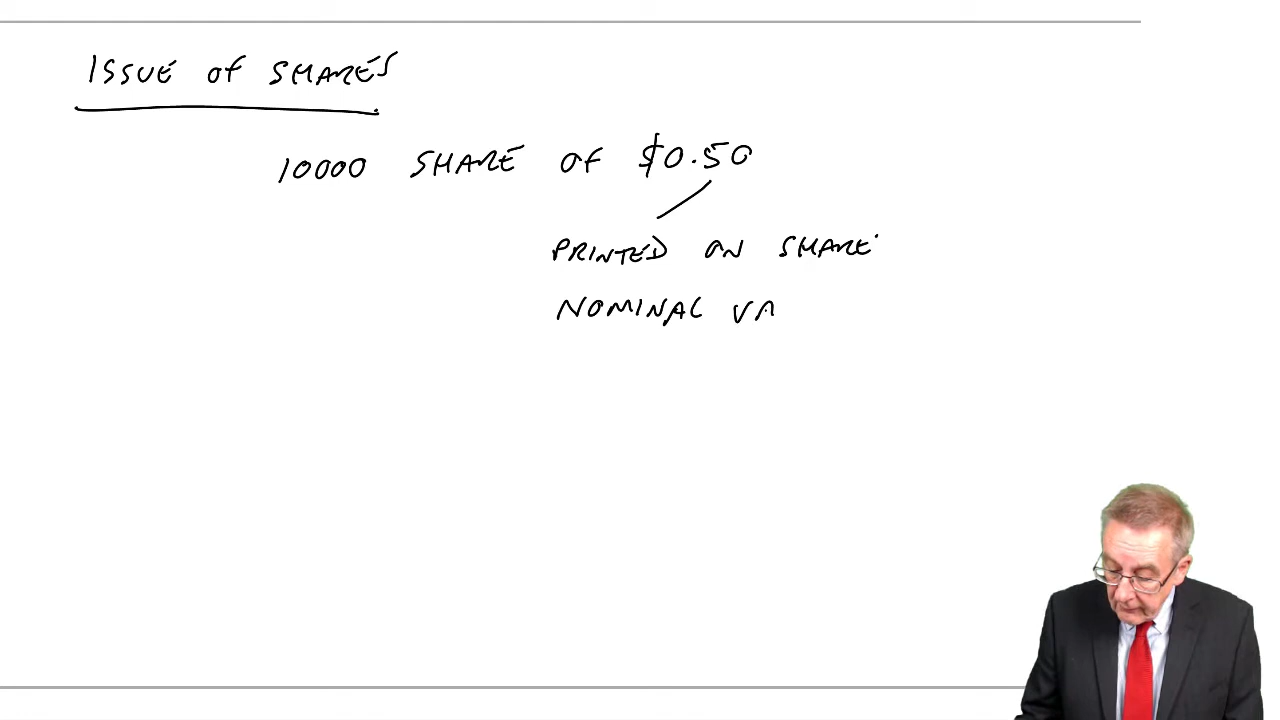 ISSUE OF SHARES
10000 SHARE OF $0.50
PRINTED ON SHARE
NOMINAL VA